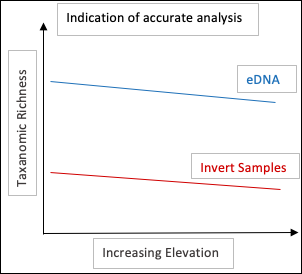 Indication of accurate analysis
Taxanomic Richness
eDNA
Invert Samples
Increasing Elevation